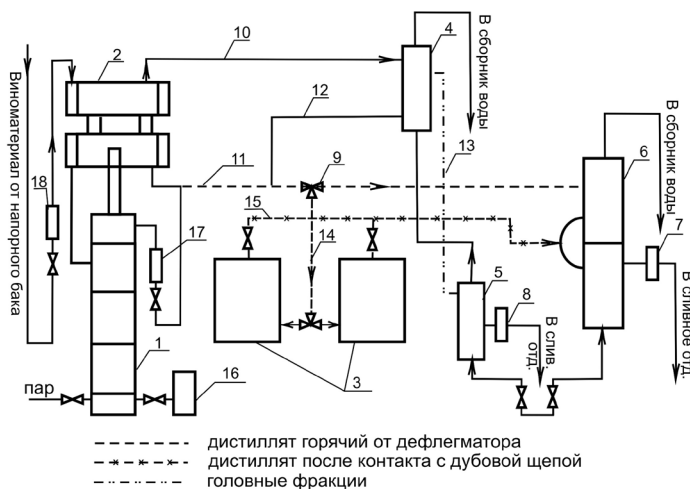 Виноматериал от напорного бака
2
10
4
В сборник воды
12
13
18
11
9
15
17
14
6
В сборник воды
7
5
8
В слив.
отд.
В сливное отд.
1
16
3
пар
дистиллят горячий от дефлегматора
дистиллят после контакта с дубовой щепой
головные фракции